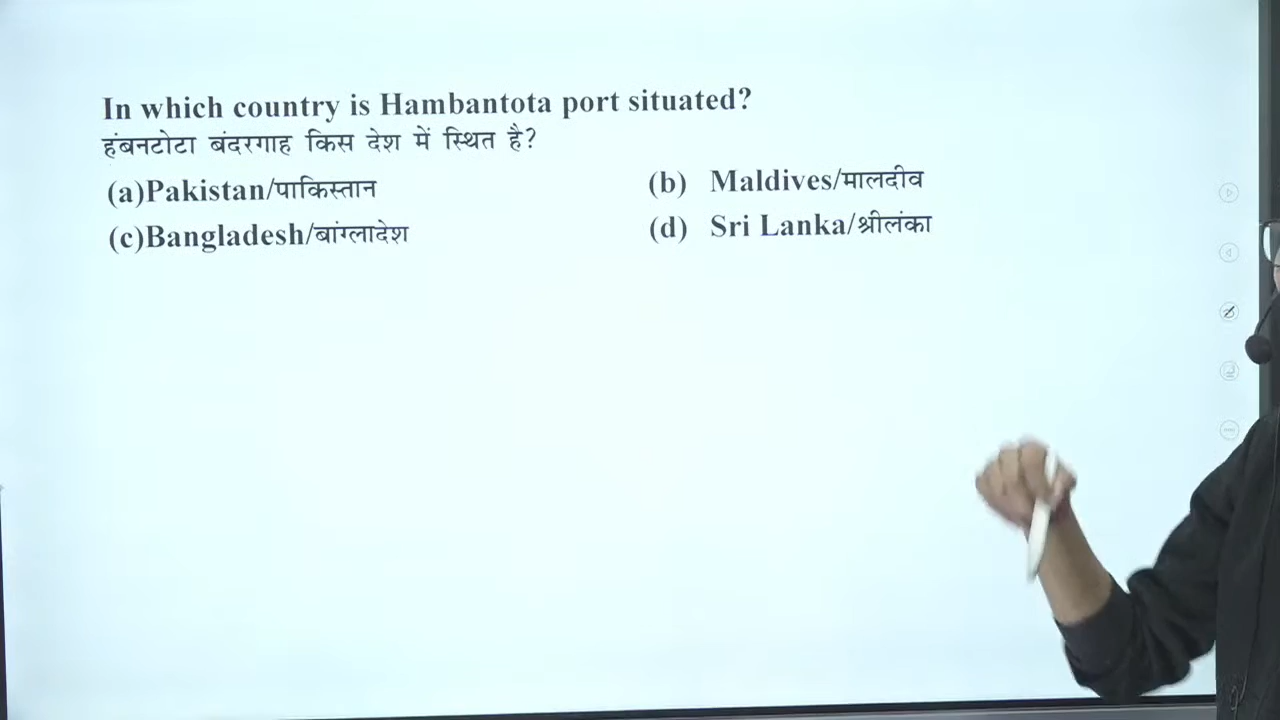 In which country is Hambantota port situated?
हंबनटोटा बंदरगाह किस देश में स्थित है?
(a)Pakistan/पाकिस्तान
(b) Maldives/मालदीव
(c)Bangladesh/बांग्लादेश
(d) Sri Lanka/श्रीलंका